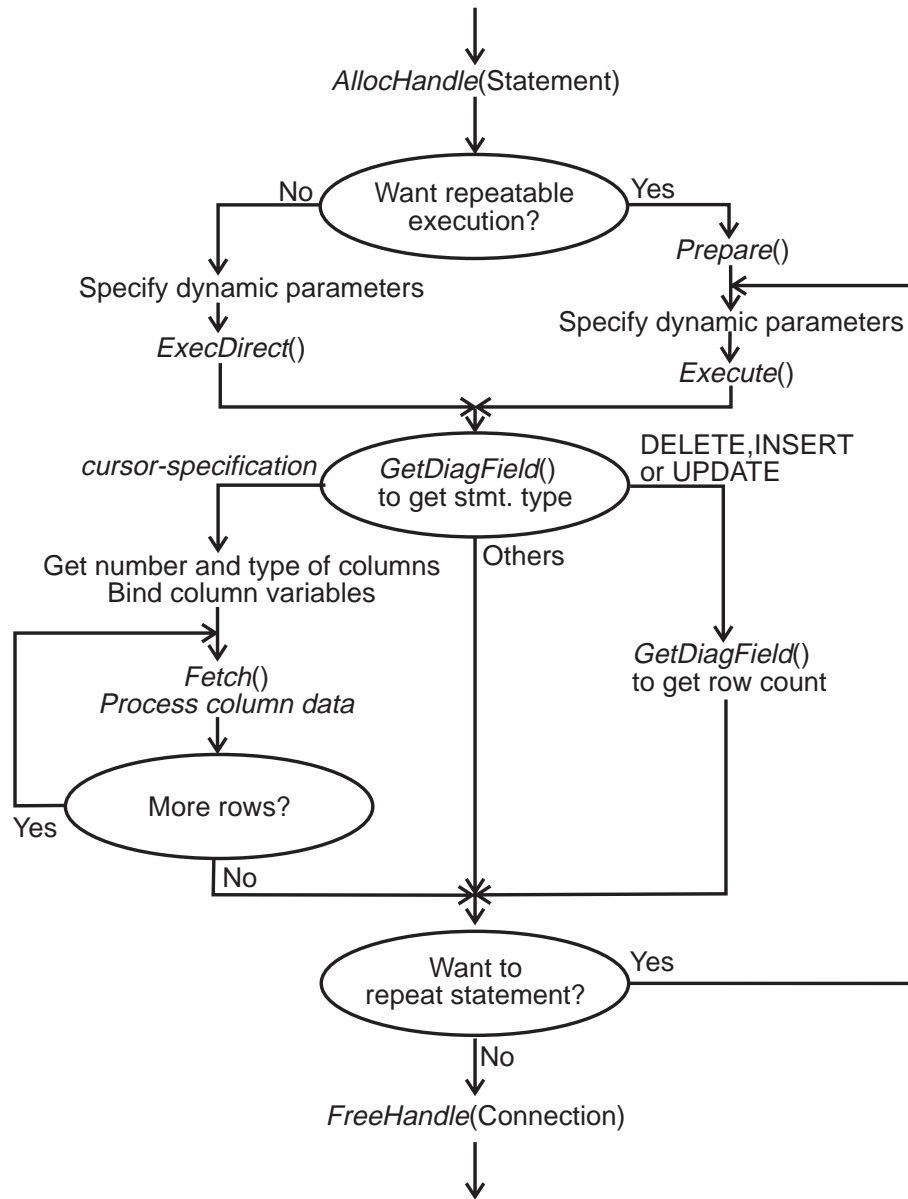 AllocHandle(Statement)
No
Want repeatable
execution?
Yes
Prepare()
Specify dynamic parameters
Specify dynamic parameters
ExecDirect()
Execute()
cursor-specification
GetDiagField()
to get stmt. type
DELETE,INSERT
or UPDATE
Others
Get number and type of columns
Bind column variables
Fetch()
Process column data
GetDiagField()
to get row count
More rows?
Yes
No
Want to
repeat statement?
Yes
No
FreeHandle(Connection)